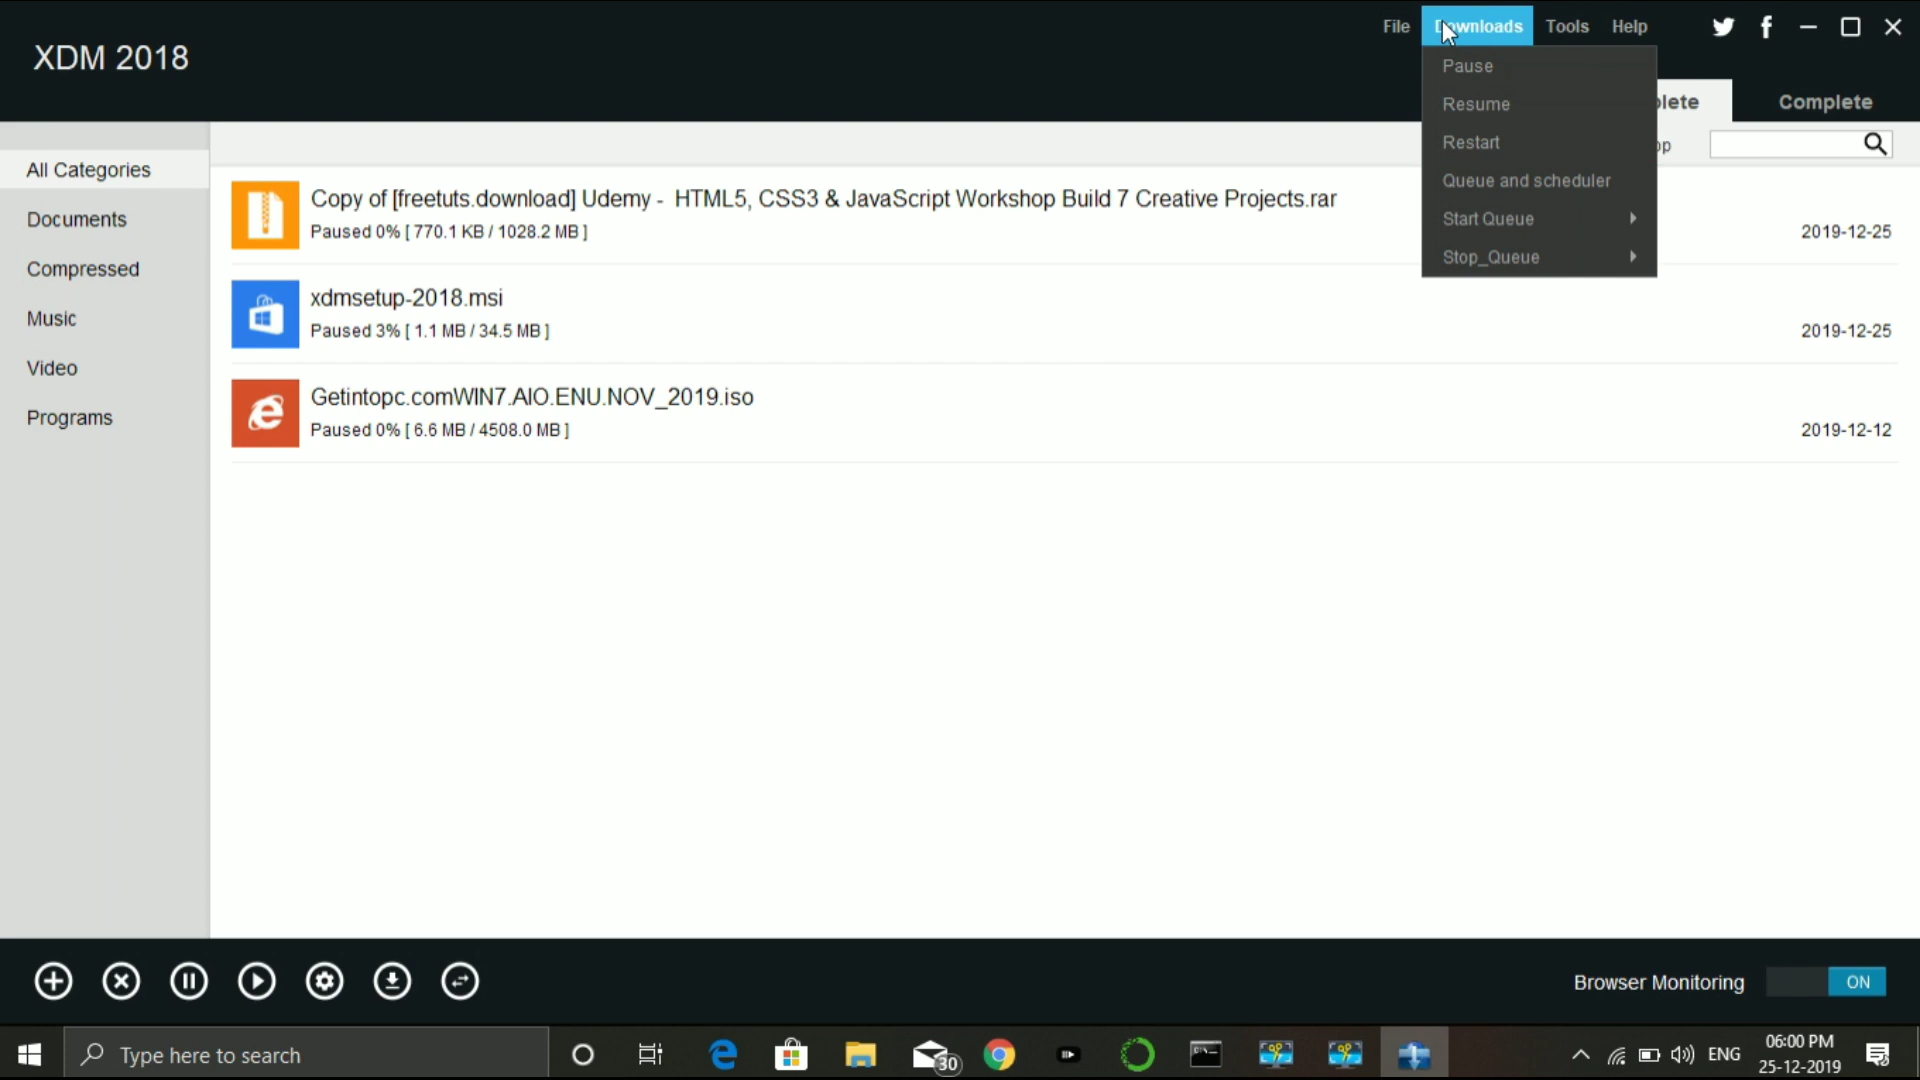 XDM 2018
File Downloads Tools Help
Pause
Resume
Restart
Queue and scheduler
Start Queue
Stop_Queue
Complete
All Categories
Documents
Compressed
Music
Video
Programs
Copy of [freetuts.download] Udemy - HTML5, CSS3 & JavaScript Workshop Build 7 Creative Projects.rar
Paused 0% [ 770.1 KB / 1028.2 MB ]
2019-12-25
xdmsetup-2018.msi
Paused 3% [ 1.1 MB / 34.5 MB ]
2019-12-25
Getintopc.comWIN7.AIO.ENU.NOV_2019.iso
Paused 0% [ 6.6 MB / 4508.0 MB ]
2019-12-12
Browser Monitoring ON
Type here to search
30
ENG
06:00 PM
25-12-2019